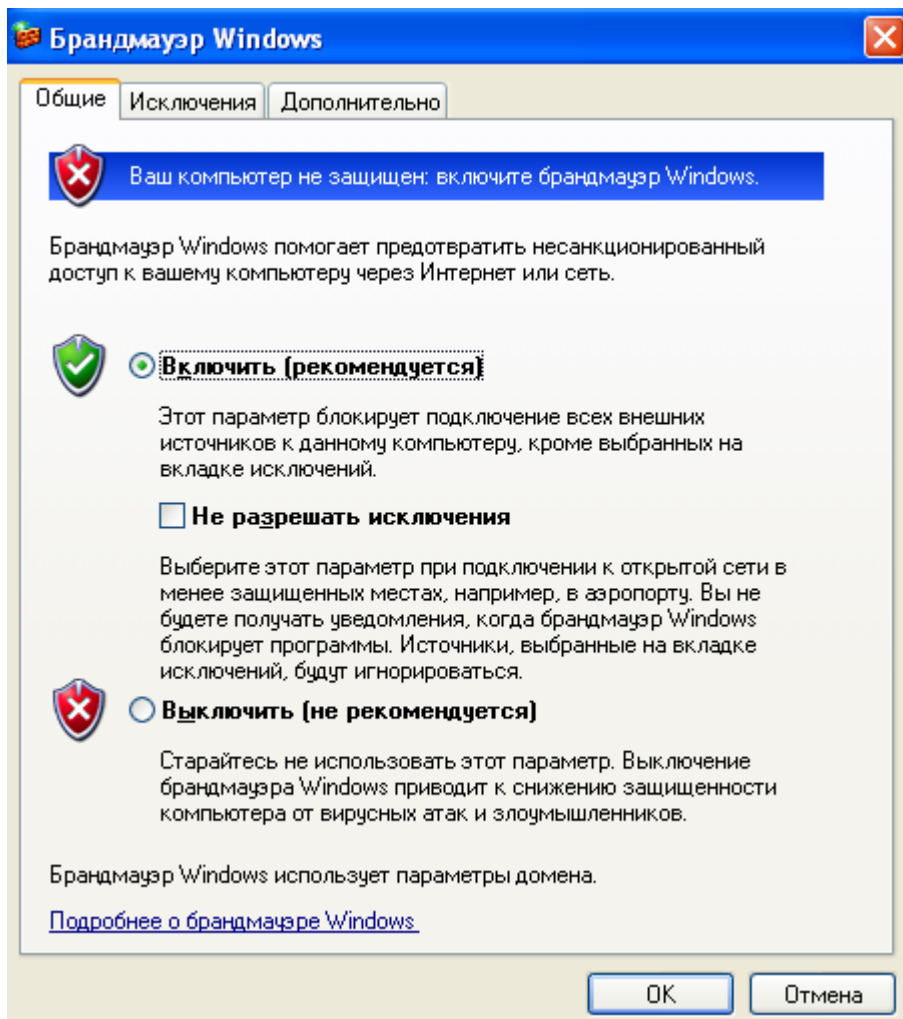 Брандмауэр Windows
Общие
Исключения
Дополнительно
Ваш компьютер не защищен: включите брандмауэр Windows.
Брандмауэр Windows помогает предотвратить несанкционированный
доступ к вашему компьютеру через Интернет или сеть.
Включить (рекомендуется)
Этот параметр блокирует подключение всех внешних
источников к данному компьютеру, кроме выбранных на
вкладке исключений.
Не разрешать исключения
Выберите этот параметр при подключении к открытой сети в
менее защищенных местах, например, в аэропорту. Вы не
будете получать уведомления, когда брандмауэр Windows
блокирует программы. Источники, выбранные на вкладке
исключений, будут игнорироваться.
Выключить (не рекомендуется)
Старайтесь не использовать этот параметр. Выключение
брандмауэра Windows приводит к снижению защищенности
компьютера от вирусных атак и злоумышленников.
Брандмауэр Windows использует параметры домена.
Подробнее о брандмауэре Windows
OK
Отмена